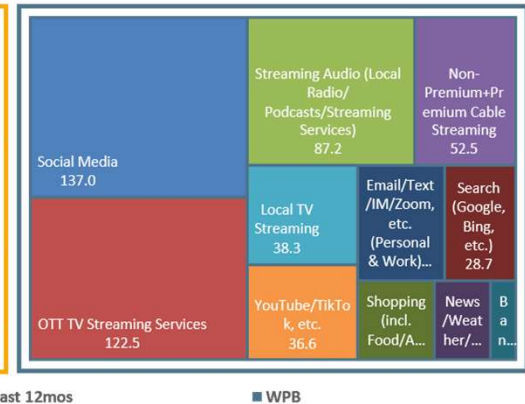 Social Media
137.0
OTT TV Streaming Services
122.5
Streaming Audio (Local
Radio/
Podcasts/Streaming
Services)
87.2
Non-
Premium+Pr
emium Cable
Streaming
52.5
Local TV
Streaming
38.3
YouTube/TikTo
k, etc.
36.6
Email/Text
/IM/Zoom,
etc.
(Personal
& Work)...
Search
(Google,
Bing,
etc.)
28.7
Shopping
(incl.
Food/A...
News
/Weat
her/...
B
a
n...
ast 12mos
WPB